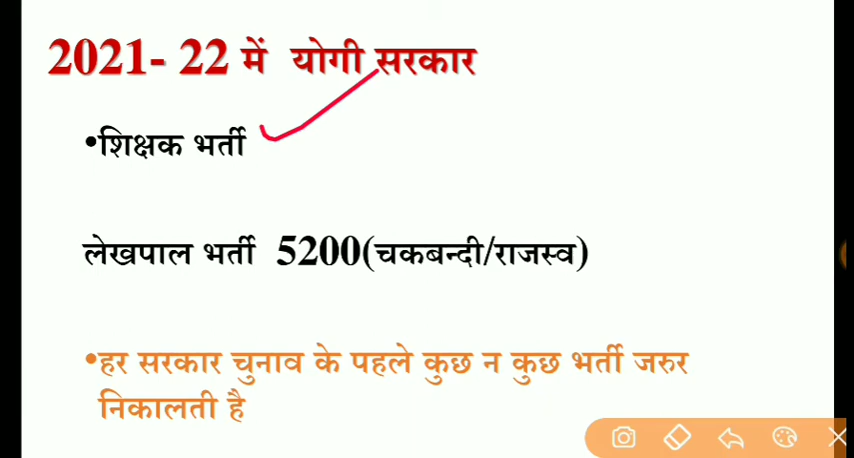 2021- 22 में योगी सरकार
•शिक्षक भर्ती
लेखपाल भर्ती 5200(चकबन्दी/राजस्व)
•हर सरकार चुनाव के पहले कुछ न कुछ भर्ती जरुर
निकालती है